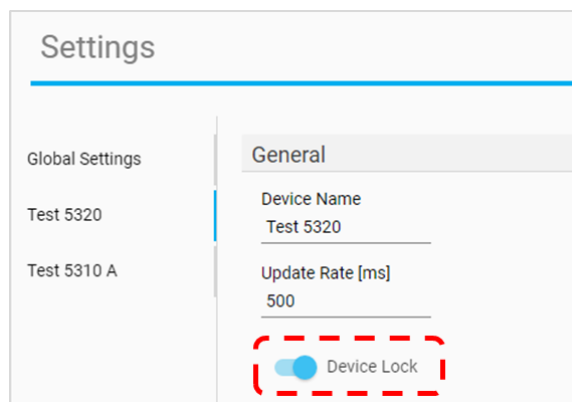 Settings
Global Settings
Test 5320
Test 5310 A
General
Device Name
Test 5320
Update Rate [ms]
500
Device Lock